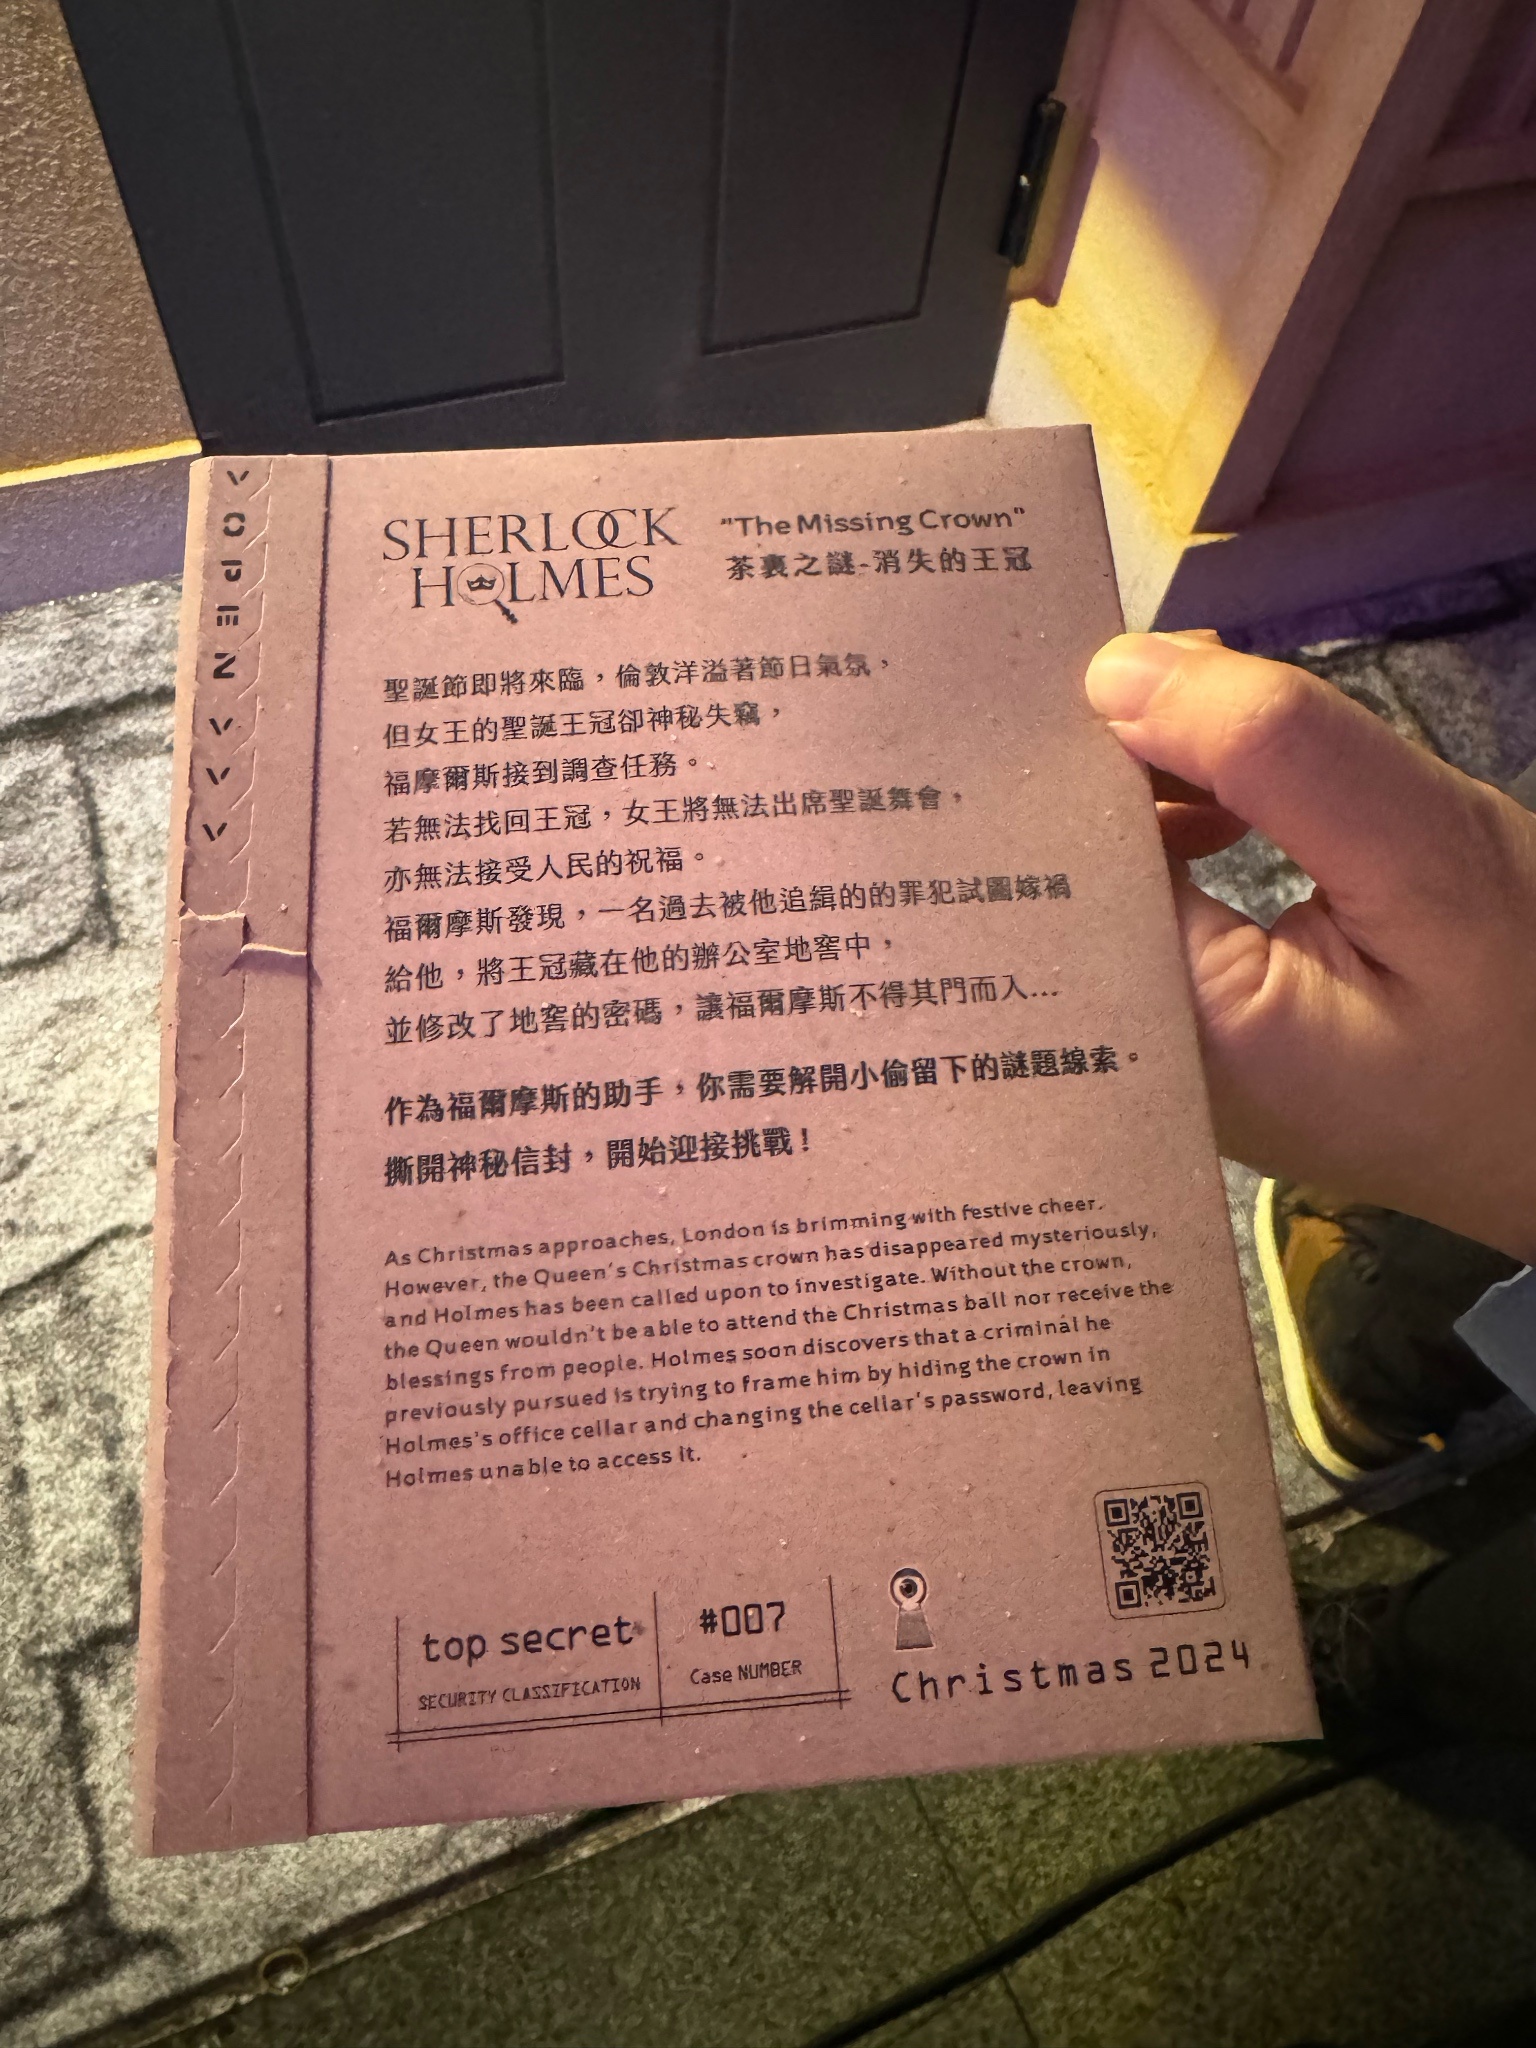 > OPEN >>>
SHERLOCK
HOLMES
"The Missing Crown"
茶裏之謎-消失的王冠
聖誕節即將來臨，倫敦洋溢著節日氣氛，
但女王的聖誕王冠卻神秘失竊，
福摩爾斯接到調查任務。
若無法找回王冠，女王將無法出席聖誕舞會，
亦無法接受人民的祝福。
福爾摩斯發現，一名過去被他追緝的的罪犯試圖嫁禍
給他，將王冠藏在他的辦公室地窖中，
並修改了地窖的密碼，讓福爾摩斯不得其門而入...
作為福爾摩斯的助手，你需要解開小偷留下的謎題線索。
撕開神秘信封，開始迎接挑戰！
As Christmas approaches, London is brimming with festive cheer.
However, the Queen's Christmas crown has disappeared mysteriously,
and Holmes has been called upon to investigate. Without the crown,
the Queen wouldn't be able to attend the Christmas ball nor receive the
blessings from people. Holmes soon discovers that a criminal he
previously pursued is trying to frame him by hiding the crown in
Holmes's office cellar and changing the cellar's password, leaving
Holmes unable to access it.
top secret
SECURITY CLASSIFICATION
#007
Case NUMBER
Christmas 2024